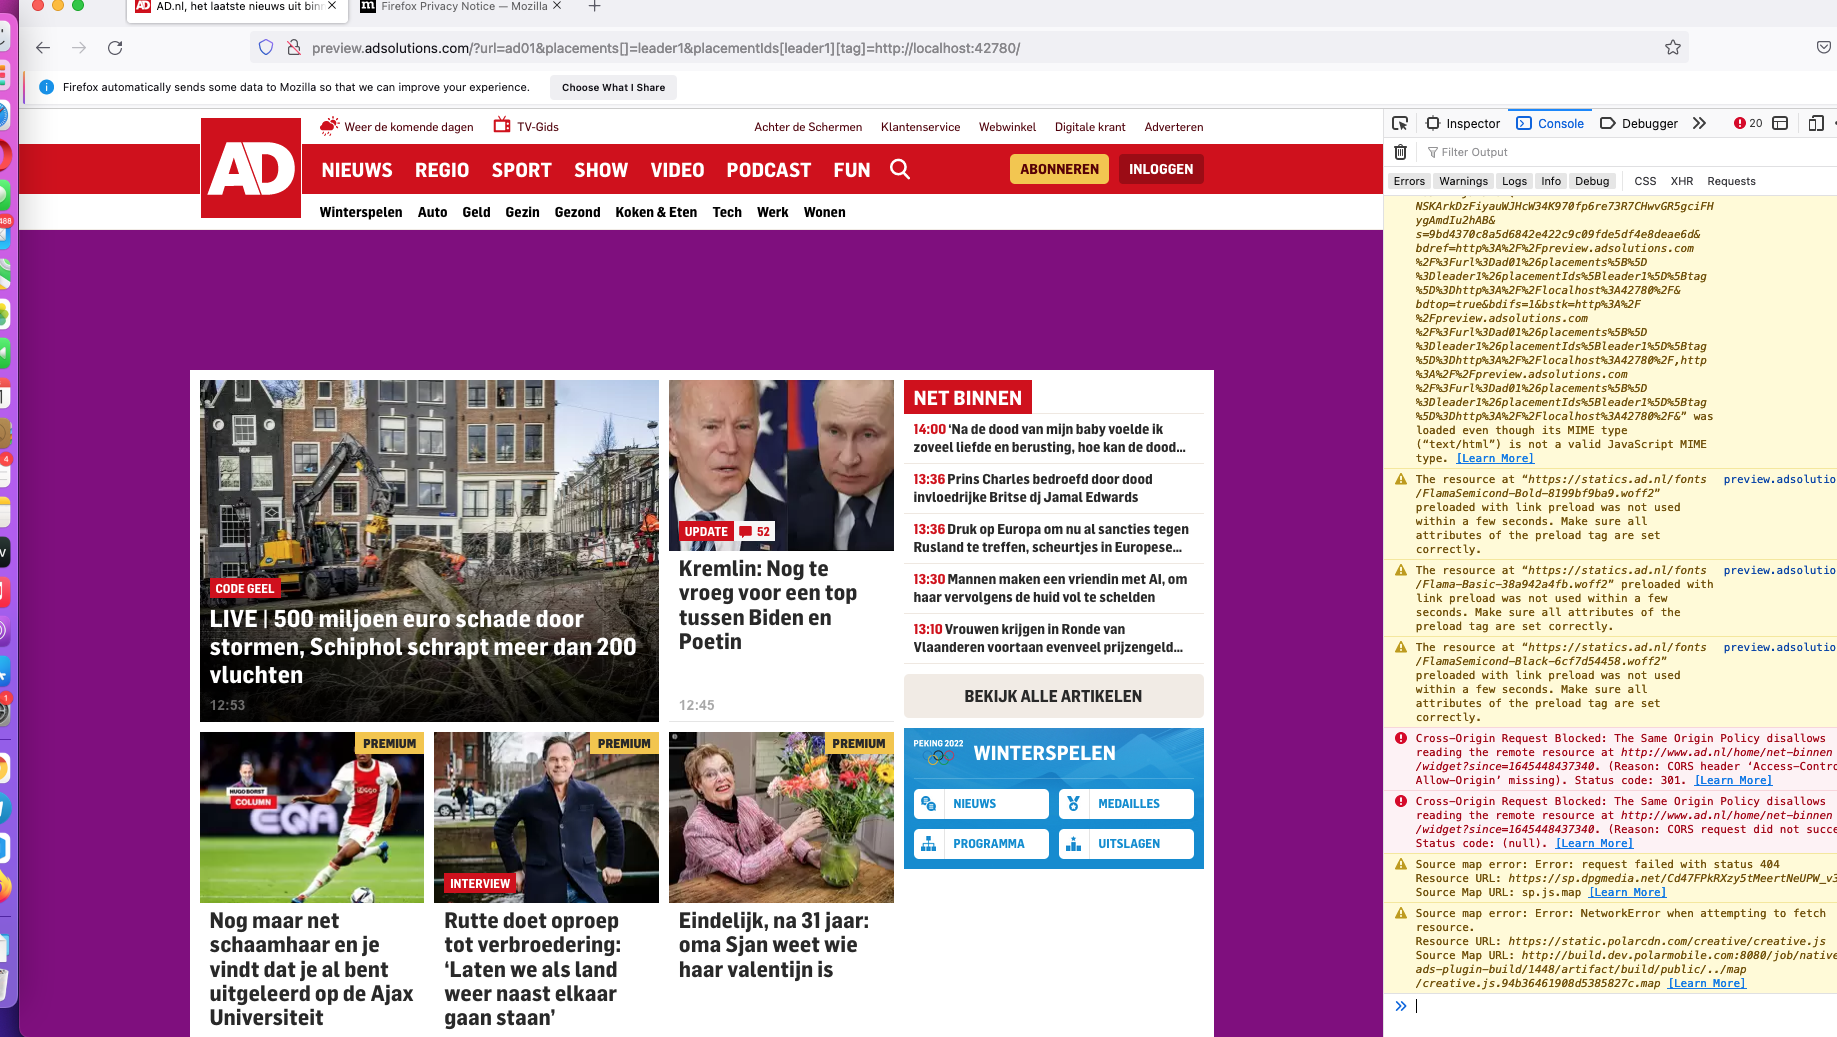 AD.nl, het laatste nieuws uit bin
Firefox Privacy Notice — Mozilla
preview.adsolutions.com/?url=ad01&placements[]=leader1&placementIds[leader1][tag]=http://localhost:42780/
Firefox automatically sends some data to Mozilla so that we can improve your experience.
Choose What I Share
Weer de komende dagen
TV-Gids
Achter de Schermen
Klantenservice
Webwinkel
Digitale krant
Adverteren
AD
NIEUWS REGIO SPORT SHOW VIDEO PODCAST FUN
ABONNEREN
INLOGGEN
Winterspelen Auto Geld Gezin Gezond Koken & Eten Tech Werk Wonen
CODE GEEL
LIVE | 500 miljoen euro schade door
stormen, Schiphol schrapt meer dan 200
vluchten
12:53
UPDATE 52
Kremlin: Nog te
vroeg voor een top
tussen Biden en
Poetin
12:45
NET BINNEN
14:00 ‘Na de dood van mijn baby voelde ik
zoveel liefde en berusting, hoe kan de dood...
13:36 Prins Charles bedroefd door dood
invloedrijke Britse dj Jamal Edwards
13:36 Druk op Europa om nu al sancties tegen
Rusland te treffen, scheurtjes in Europese...
13:30 Mannen maken een vriendin met AI, om
haar vervolgens de huid vol te schelden
13:10 Vrouwen krijgen in Ronde van
Vlaanderen voortaan evenveel prijzengeld...
BEKIJK ALLE ARTIKELEN
PEKING 2022
WINTERSPELEN
NIEUWS
MEDAILLES
PROGRAMMA
UITSLAGEN
PREMIUM
HUGO BORST
COLUMN
Nog maar net
schaamhaar en je
vindt dat je al bent
uitgeleerd op de Ajax
Universiteit
PREMIUM
INTERVIEW
Rutte doet oproep
tot verbroedering:
‘Laten we als land
weer naast elkaar
gaan staan’
PREMIUM
Eindelijk, na 31 jaar:
oma Sjan weet wie
haar valentijn is
Inspector
Console
Debugger
20
Filter Output
Errors Warnings Logs Info Debug CSS XHR Requests
NSKArkDzFiyauWJHcW34K970fp6re73R7CHwvGR5gciFH
ygAmdIu2hAB&
s=9bd4370c8a5d6842e422c9c09fde5df4e8deae6d&
bdref=http%3A%2F%2Fpreview.adsolutions.com
%2F%3Furl%3Dad01%26placements%5B%5D
%3Dleader1%26placementIds%5Bleader1%5D%5Btag
%5D%3Dhttp%3A%2F%2Flocalhost%3A42780%2F&
bdtop=true&bdifs=1&bstk=http%3A%2F
%2Fpreview.adsolutions.com
%2F%3Furl%3Dad01%26placements%5B%5D
%3Dleader1%26placementIds%5Bleader1%5D%5Btag
%5D%3Dhttp%3A%2F%2Flocalhost%3A42780%2F,http
%3A%2F%2Fpreview.adsolutions.com
%2F%3Furl%3Dad01%26placements%5B%5D
%3Dleader1%26placementIds%5Bleader1%5D%5Btag
%5D%3Dhttp%3A%2F%2Flocalhost%3A42780%2F&” was
loaded even though its MIME type
(“text/html”) is not a valid JavaScript MIME
type. [Learn More]
The resource at “https://statics.ad.nl/fonts preview.adsolutio
/FlamaSemicond-Bold-8199bf9ba9.woff2”
preloaded with link preload was not used
within a few seconds. Make sure all
attributes of the preload tag are set
correctly.
The resource at “https://statics.ad.nl/fonts preview.adsolutio
/Flama-Basic-38a942a4fb.woff2” preloaded with
link preload was not used within a few
seconds. Make sure all attributes of the
preload tag are set correctly.
The resource at “https://statics.ad.nl/fonts preview.adsolutio
/FlamaSemicond-Black-6cf7d54458.woff2”
preloaded with link preload was not used
within a few seconds. Make sure all
attributes of the preload tag are set
correctly.
Cross-Origin Request Blocked: The Same Origin Policy disallows
reading the remote resource at http://www.ad.nl/home/net-binnen
/widget?since=1645448437340. (Reason: CORS header ‘Access-Contro
Allow-Origin’ missing). Status code: 301. [Learn More]
Cross-Origin Request Blocked: The Same Origin Policy disallows
reading the remote resource at http://www.ad.nl/home/net-binnen
/widget?since=1645448437340. (Reason: CORS request did not succe
Status code: (null). [Learn More]
Source map error: Error: request failed with status 404
Resource URL: https://sp.dpgmedia.net/Cd47FPkRXzy5tMeertNeUPW_v3
Source Map URL: sp.js.map [Learn More]
Source map error: Error: NetworkError when attempting to fetch
resource.
Resource URL: https://static.polarcdn.com/creative/creative.js
Source Map URL: http://build.dev.polarmobile.com:8080/job/native
ads-plugin-build/1448/artifact/build/public/../map
/creative.js.94b36461908d5385827c.map [Learn More]